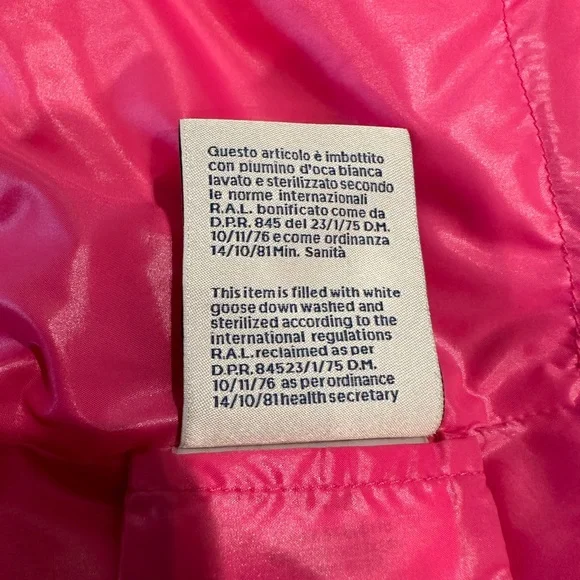 Questo articolo è imbottito
con piumino d'oca bianca
lavato e sterilizzato secondo
le norme internazionali
R.A.L. bonificato come da
D.P.R. 845 del 23/1/75 D.M.
10/11/76 e come ordinanza
14/10/81 Min. Sanità
This item is filled with white
goose down washed and
sterilized according to the
international regulations
R.A.L. reclaimed as per
D.P.R. 84523/1/75 D.M.
10/11/76 as per ordinance
14/10/81 health secretary